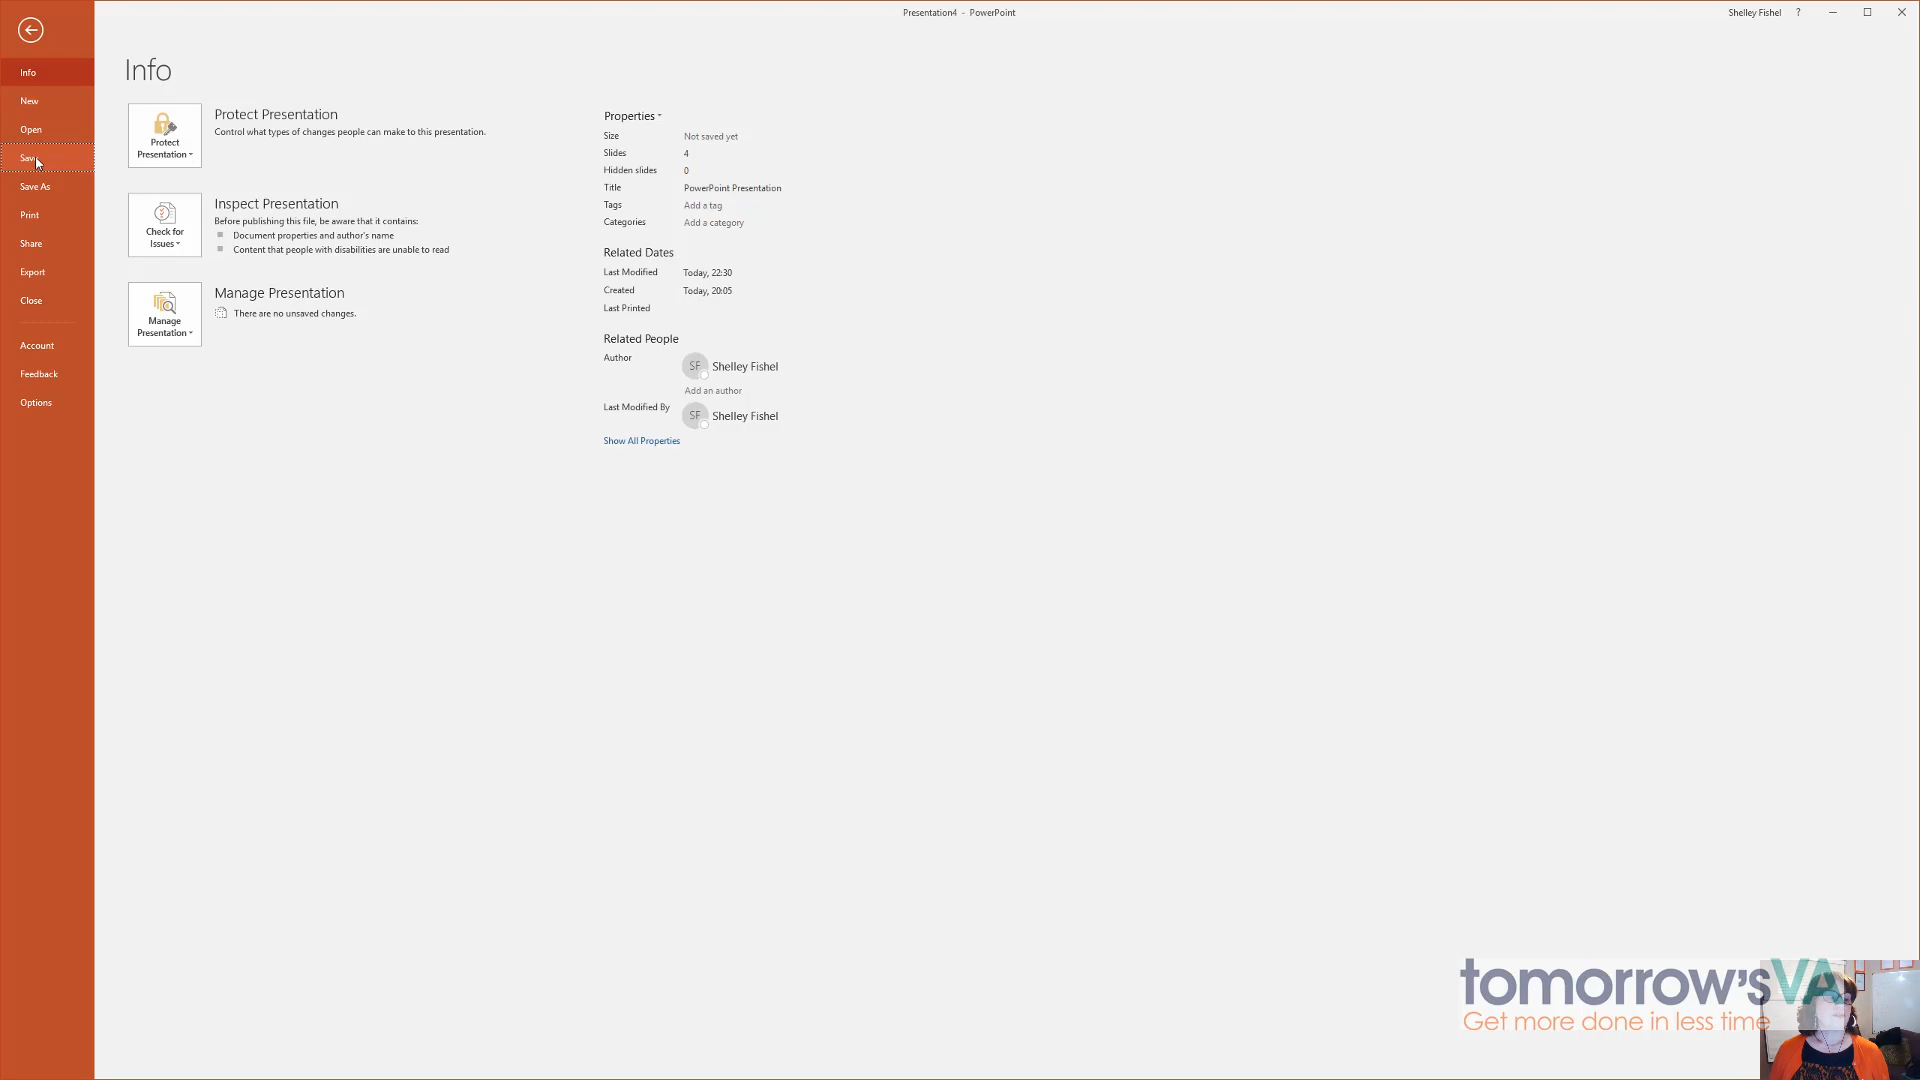 Presentation4 - PowerPoint
Shelley Fishel
?
Info
New
Open
Save
Save As
Print
Share
Export
Close
Account
Feedback
Options
Info
Protect Presentation
Protect Presentation
Control what types of changes people can make to this presentation.
Check for Issues
Inspect Presentation
Before publishing this file, be aware that it contains:
Document properties and author's name
Content that people with disabilities are unable to read
Manage Presentation
Manage Presentation
There are no unsaved changes.
Properties
Size Not saved yet
Slides 4
Hidden slides 0
Title PowerPoint Presentation
Tags Add a tag
Categories Add a category
Related Dates
Last Modified Today, 22:30
Created Today, 20:05
Last Printed
Related People
Author SF Shelley Fishel
Add an author
Last Modified By SF Shelley Fishel
Show All Properties
tomorrow'sVA
Get more done in less time